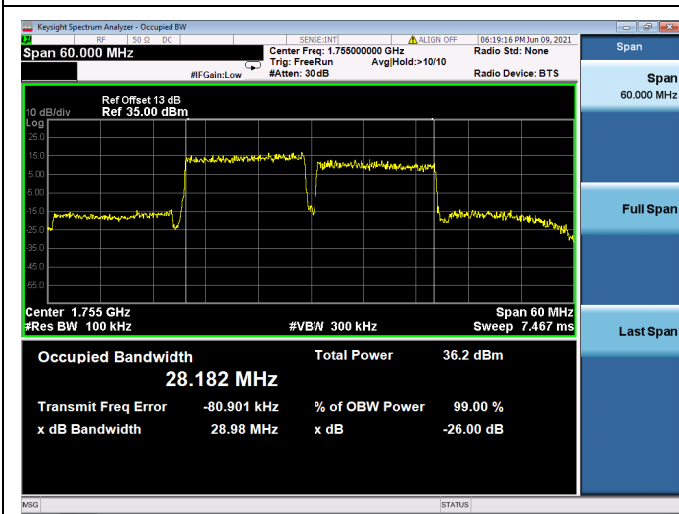 Keysight Spectrum Analyzer - Occupied BW
RF 50 Ω DC SENSE:INT ALIGN OFF 06:19:16 PM Jun 09, 2021
Span 60.000 MHz
Center Freq: 1.755000000 GHz
Radio Std: None
Trig: FreeRun Avg|Hold:>10/10
#IFGain:Low #Atten: 30 dB Radio Device: BTS
Ref Offset 13 dB
10 dB/div Ref 35.00 dBm
Log
25.0
15.0
5.00
-5.00
-15.0
-25.0
-35.0
-45.0
-55.0
Center 1.755 GHz Span 60 MHz
#Res BW 100 kHz #VBW 300 kHz Sweep 7.467 ms
Occupied Bandwidth Total Power 36.2 dBm
28.182 MHz
Transmit Freq Error -80.901 kHz % of OBW Power 99.00 %
x dB Bandwidth 28.98 MHz x dB -26.00 dB
MSG STATUS
Span
Span
60.000 MHz
Full Span
Last Span